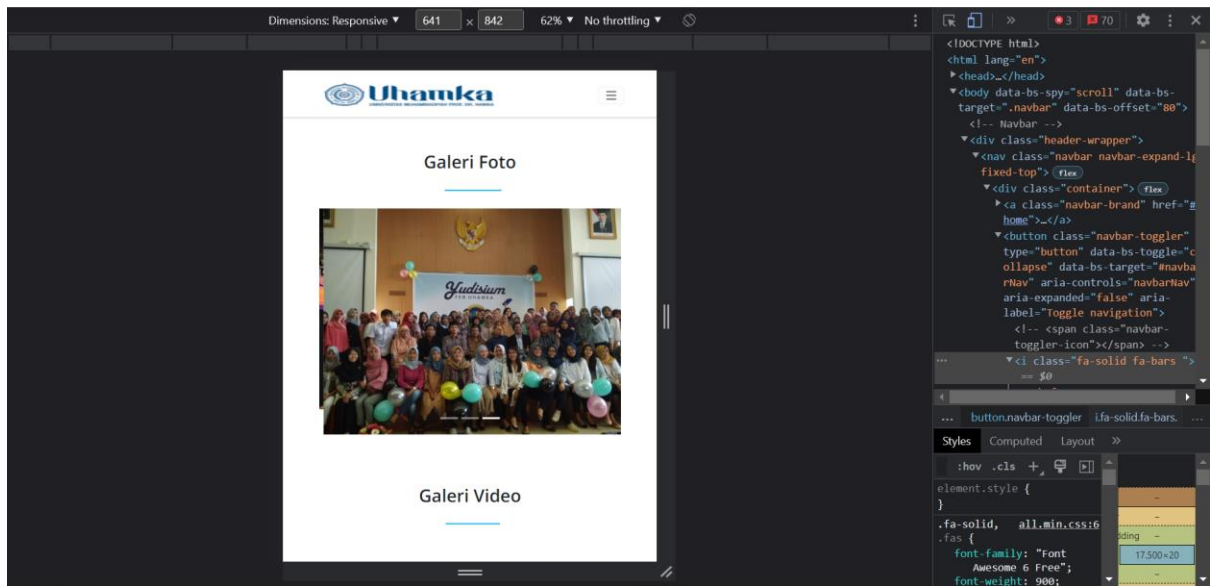 Dimensions: Responsive ▼ 641 × 842 62% ▼ No throttling ▼
» 3 70
Uhamka
Galeri Foto
Yudisium
FEB UHAMKA
Galeri Video
<!DOCTYPE html>
<html lang="en">
▶<head>…</head>
▼<body data-bs-spy="scroll" data-bs-
target=".navbar" data-bs-offset="80">
<!-- Navbar -->
▼<div class="header-wrapper">
▼<nav class="navbar navbar-expand-lg
fixed-top"> flex
▼<div class="container"> flex
▶<a class="navbar-brand" href="#
home">…</a>
▼<button class="navbar-toggler"
type="button" data-bs-toggle="c
ollapse" data-bs-target="#navba
rNav" aria-controls="navbarNav"
aria-expanded="false" aria-
label="Toggle navigation">
<!-- <span class="navbar-
toggler-icon"></span> -->
… ▼<i class="fa-solid fa-bars ">
== $0
… button.navbar-toggler i.fa-solid.fa-bars. …
Styles Computed Layout »
:hov .cls +
element.style {
}
.fa-solid, all.min.css:6
.fas {
font-family: "Font
Awesome 6 Free";
font-weight: 900;
–
–
dding –
17.500×20
–